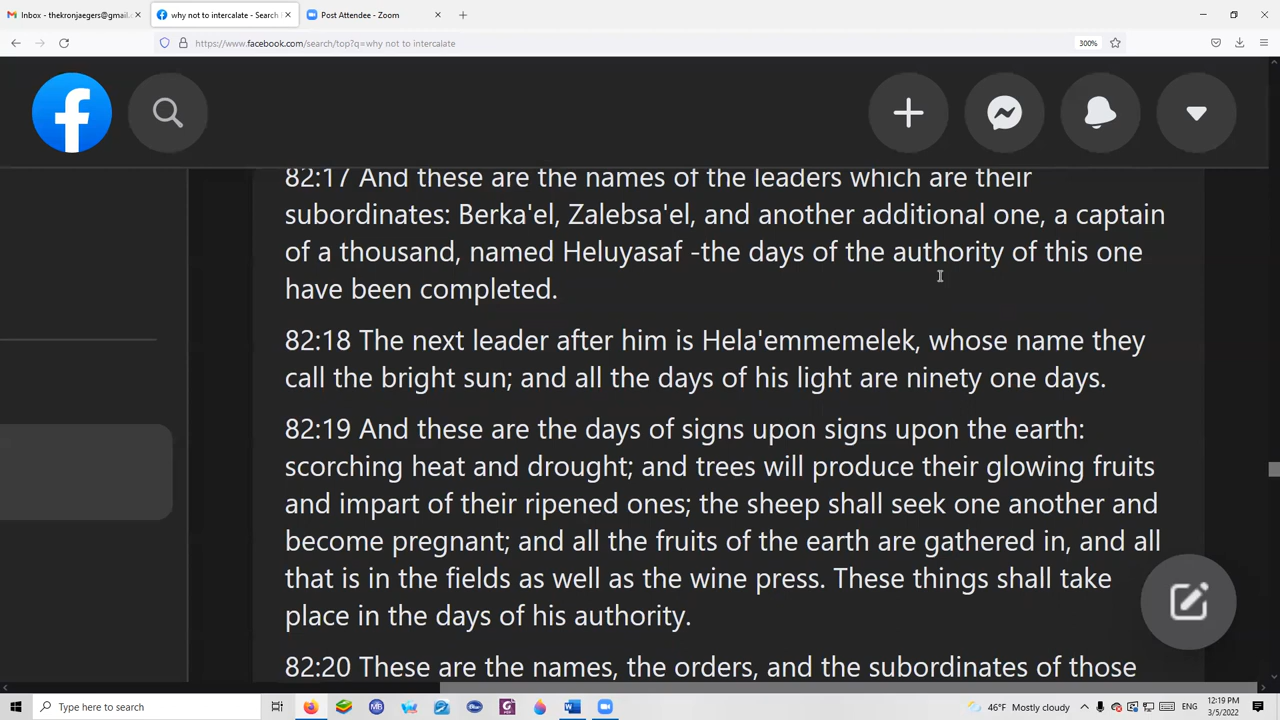 Inbox - thekronjaegers@gmail.c
why not to intercalate - Search
Post Attendee - Zoom
https://www.facebook.com/search/top?q=why not to intercalate
300%
82:17 And these are the names of the leaders which are their
subordinates: Berka'el, Zalebsa'el, and another additional one, a captain
of a thousand, named Heluyasaf -the days of the authority of this one
have been completed.
82:18 The next leader after him is Hela'emmemelek, whose name they
call the bright sun; and all the days of his light are ninety one days.
82:19 And these are the days of signs upon signs upon the earth:
scorching heat and drought; and trees will produce their glowing fruits
and impart of their ripened ones; the sheep shall seek one another and
become pregnant; and all the fruits of the earth are gathered in, and all
that is in the fields as well as the wine press. These things shall take
place in the days of his authority.
82:20 These are the names, the orders, and the subordinates of those
Type here to search
46°F Mostly cloudy
12:19 PM
3/5/2022